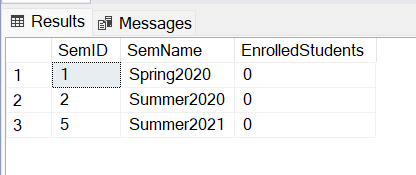 Results Messages
SemID SemName EnrolledStudents
1 1 Spring2020 0
2 2 Summer2020 0
3 5 Summer2021 0